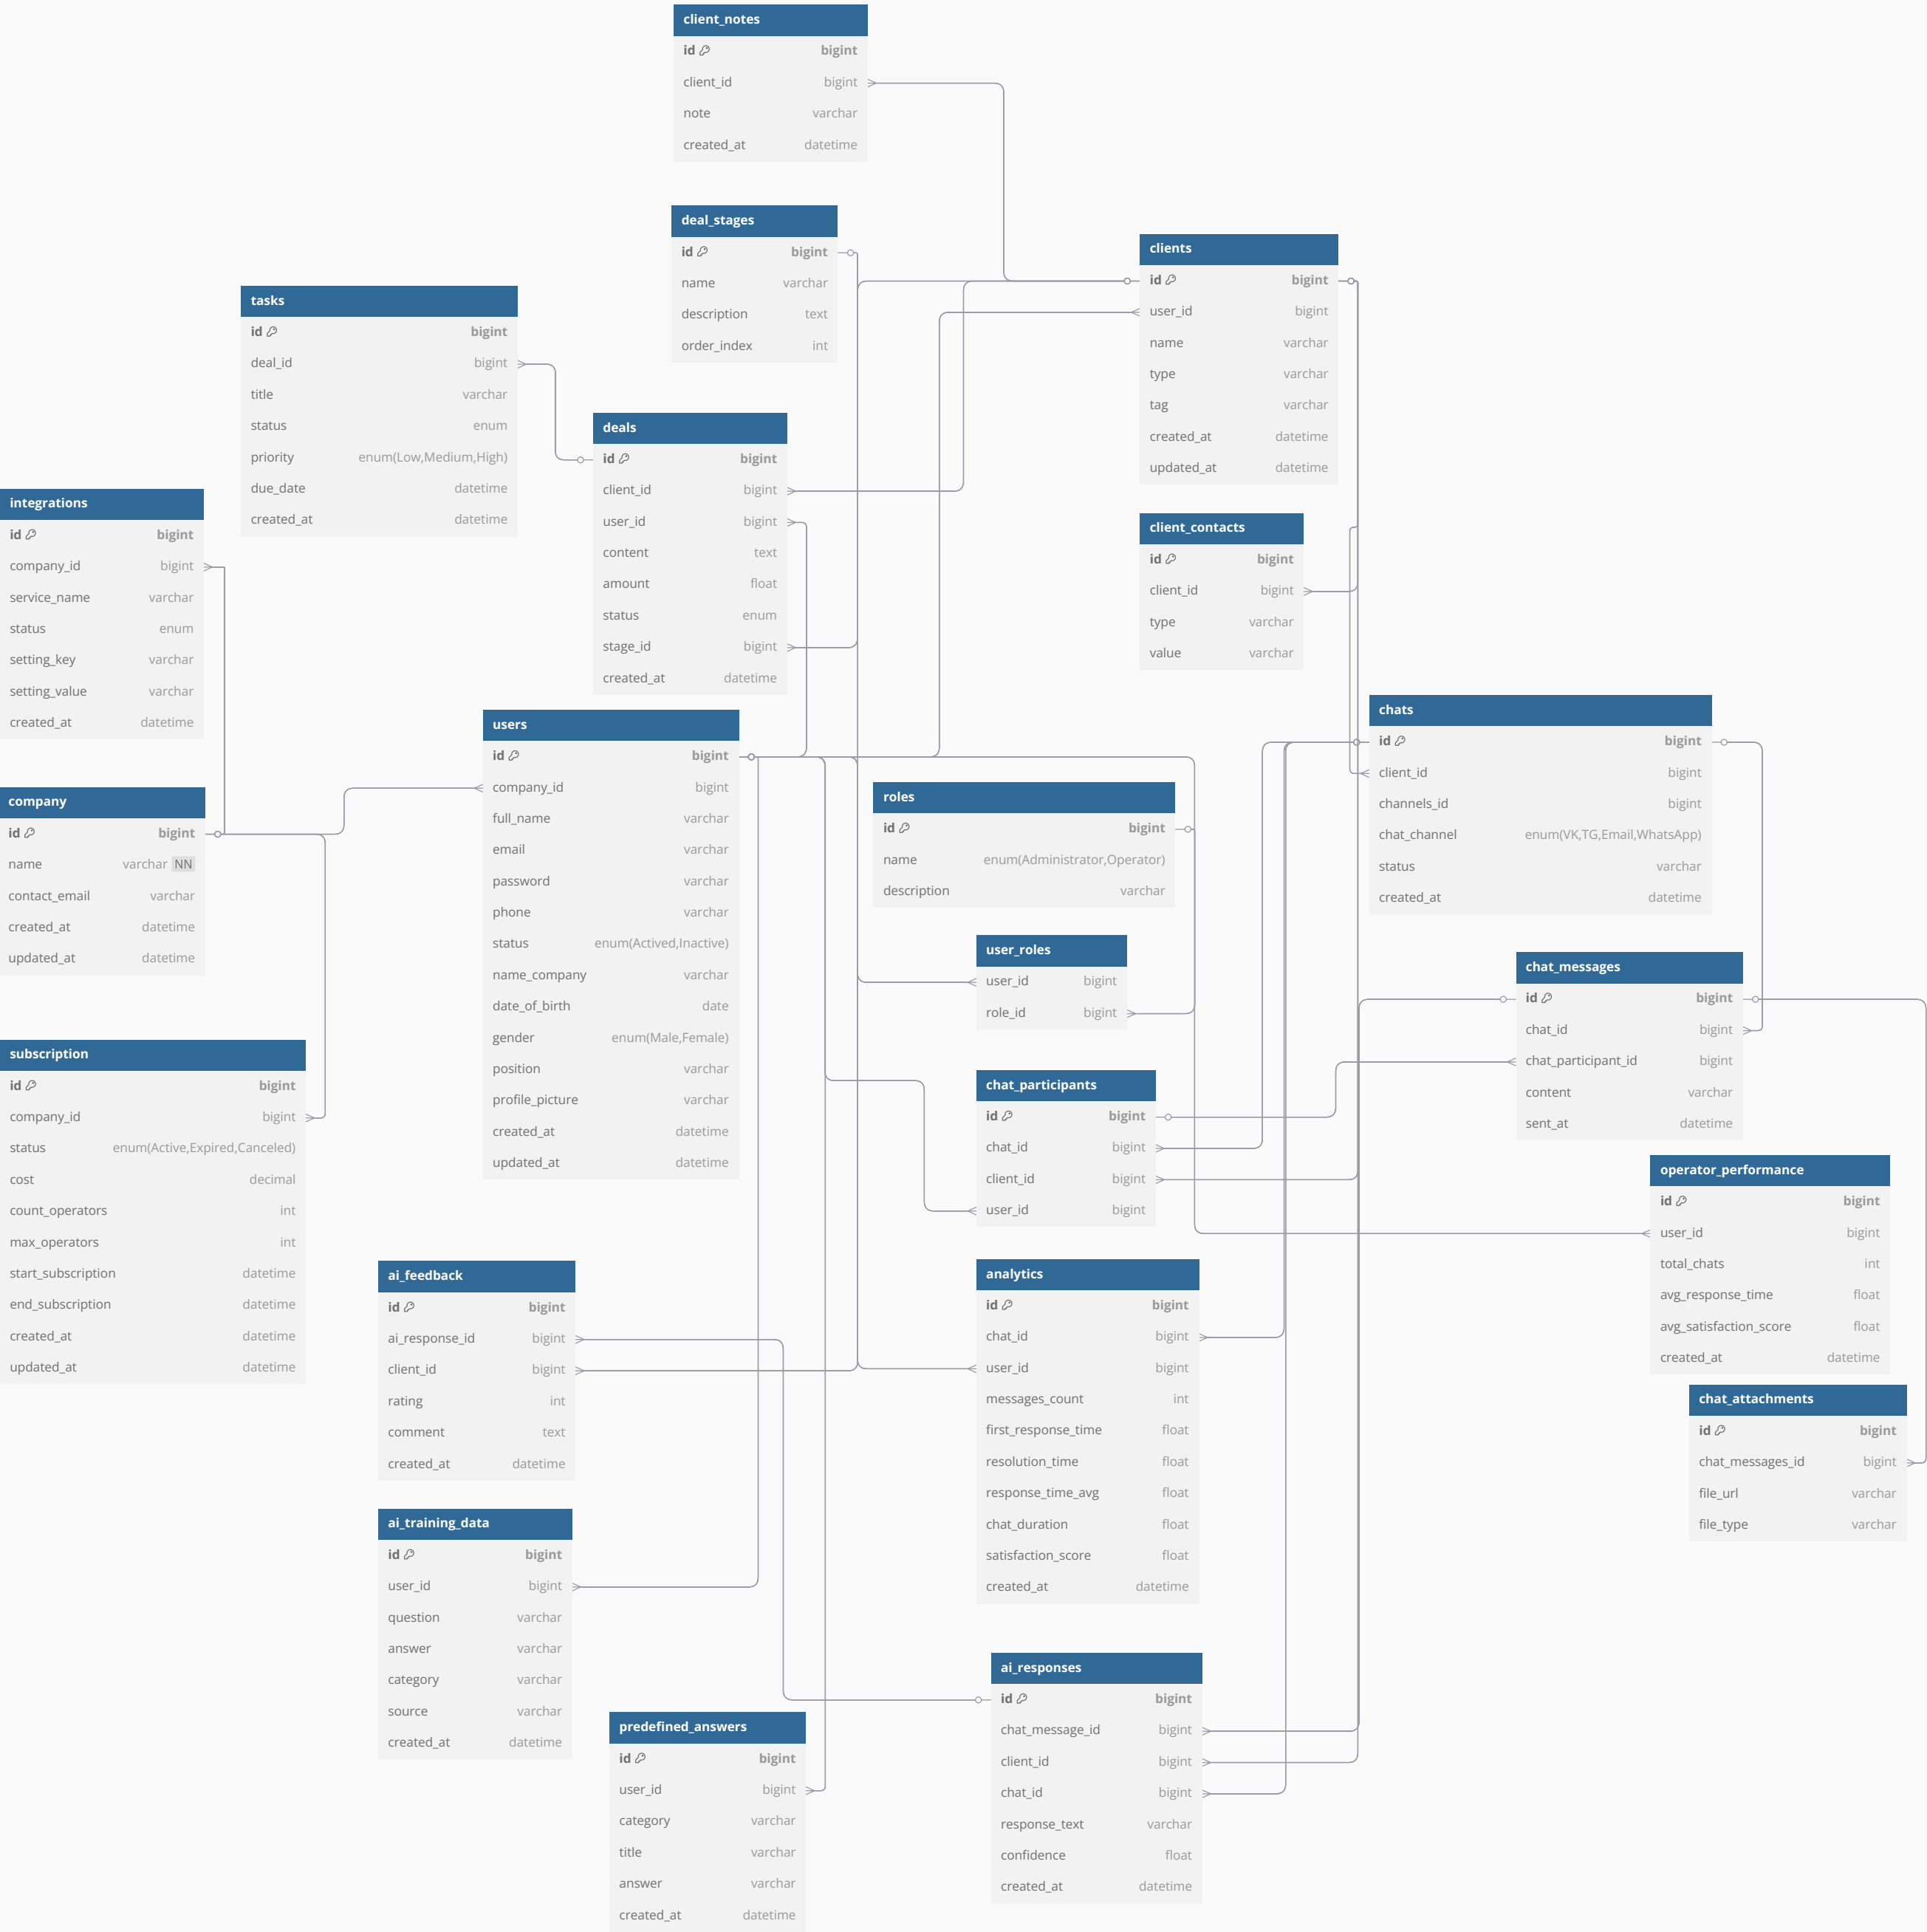 client_notes
id bigint
client_id bigint
note varchar
created_at datetime
deal_stages
id bigint
name varchar
description text
order_index int
clients
id bigint
user_id bigint
name varchar
type varchar
tag varchar
created_at datetime
updated_at datetime
tasks
id bigint
deal_id bigint
title varchar
status enum
priority enum(Low,Medium,High)
due_date datetime
created_at datetime
deals
id bigint
client_id bigint
user_id bigint
content text
amount float
status enum
stage_id bigint
created_at datetime
integrations
id bigint
company_id bigint
service_name varchar
status enum
setting_key varchar
setting_value varchar
created_at datetime
client_contacts
id bigint
client_id bigint
type varchar
value varchar
chats
id bigint
client_id bigint
channels_id bigint
chat_channel enum(VK,TG,Email,WhatsApp)
status varchar
created_at datetime
users
id bigint
company_id bigint
full_name varchar
email varchar
password varchar
phone varchar
status enum(Actived,Inactive)
name_company varchar
date_of_birth date
gender enum(Male,Female)
position varchar
profile_picture varchar
created_at datetime
updated_at datetime
company
id bigint
name varchar NN
contact_email varchar
created_at datetime
updated_at datetime
roles
id bigint
name enum(Administrator,Operator)
description varchar
user_roles
user_id bigint
role_id bigint
chat_messages
id bigint
chat_id bigint
chat_participant_id bigint
content varchar
sent_at datetime
subscription
id bigint
company_id bigint
status enum(Active,Expired,Canceled)
cost decimal
count_operators int
max_operators int
start_subscription datetime
end_subscription datetime
created_at datetime
updated_at datetime
chat_participants
id bigint
chat_id bigint
client_id bigint
user_id bigint
operator_performance
id bigint
user_id bigint
total_chats int
avg_response_time float
avg_satisfaction_score float
created_at datetime
ai_feedback
id bigint
ai_response_id bigint
client_id bigint
rating int
comment text
created_at datetime
analytics
id bigint
chat_id bigint
user_id bigint
messages_count int
first_response_time float
resolution_time float
response_time_avg float
chat_duration float
satisfaction_score float
created_at datetime
chat_attachments
id bigint
chat_messages_id bigint
file_url varchar
file_type varchar
ai_training_data
id bigint
user_id bigint
question varchar
answer varchar
category varchar
source varchar
created_at datetime
ai_responses
id bigint
chat_message_id bigint
client_id bigint
chat_id bigint
response_text varchar
confidence float
created_at datetime
predefined_answers
id bigint
user_id bigint
category varchar
title varchar
answer varchar
created_at datetime